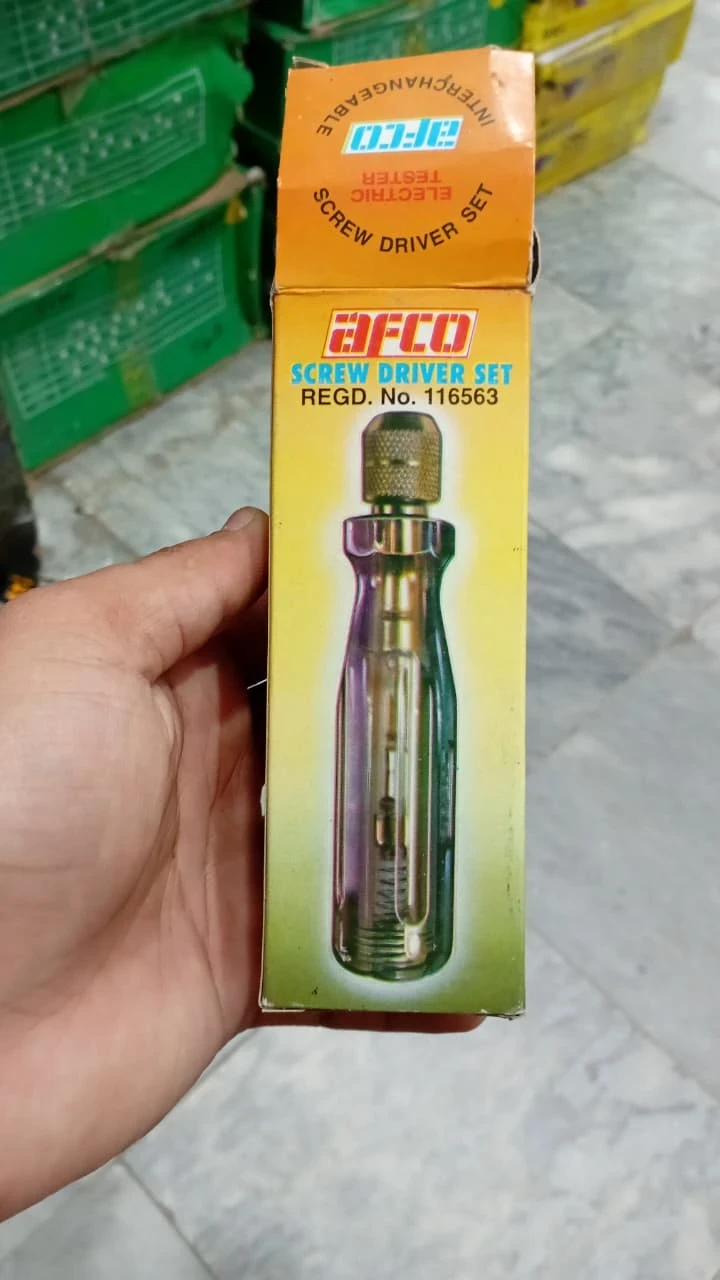 INTERCHANGEABLE
afco
ELECTRIC
TESTER
SCREW DRIVER SET
afco
SCREW DRIVER SET
REGD. No. 116563